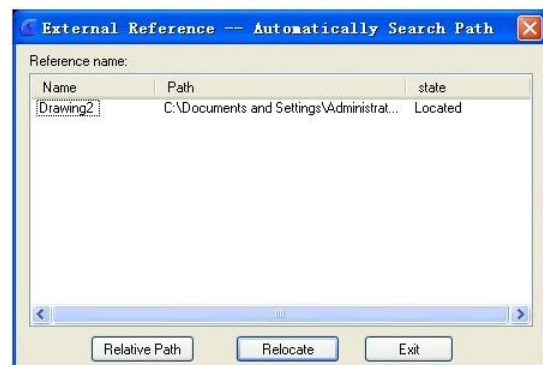 External Reference -- Automatically Search Path
Reference name:
Name Path state
Drawing2 C:\Documents and Settings\Administrat... Located
Relative Path Relocate Exit